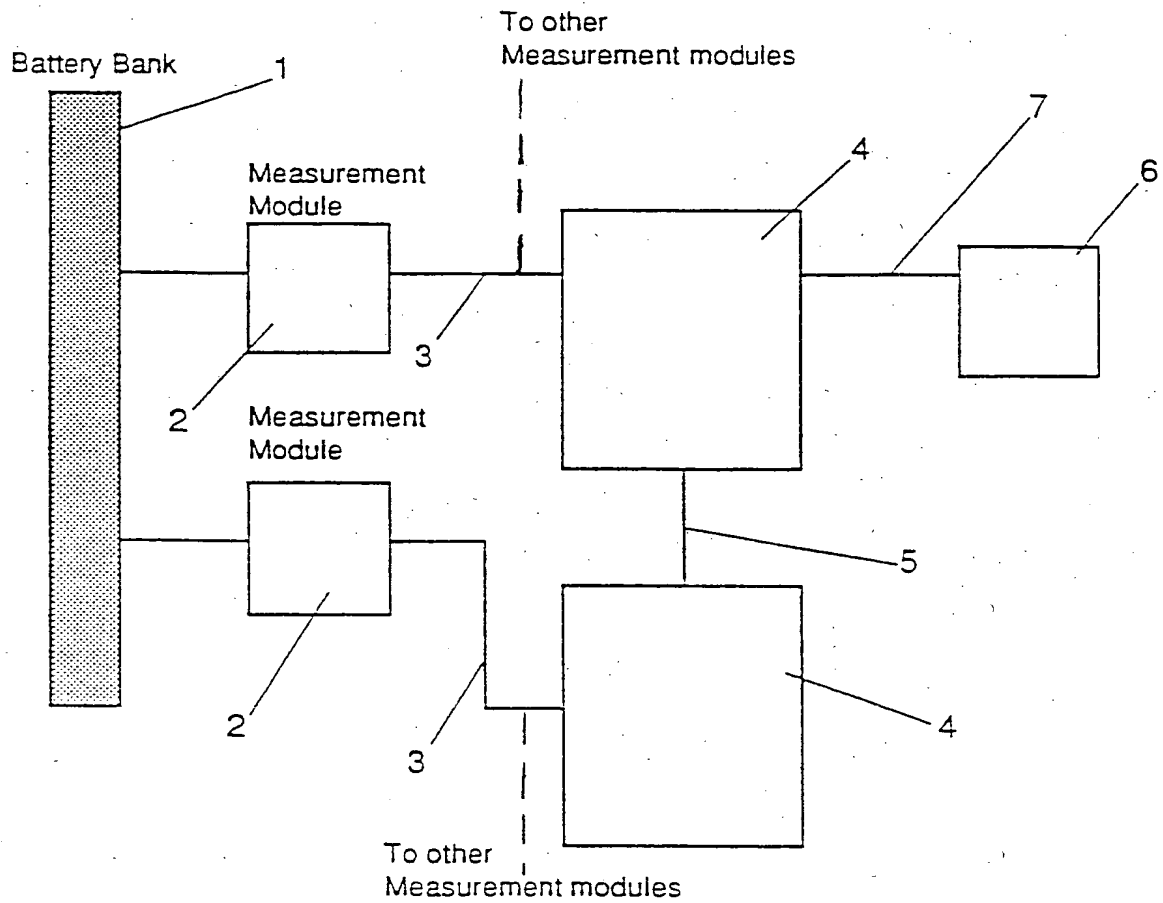 To other
Measurement modules
Battery Bank
1
7
4
6
Measurement
Module
3
2
Measurement
Module
5
2
3
4
To other
Measurement modules